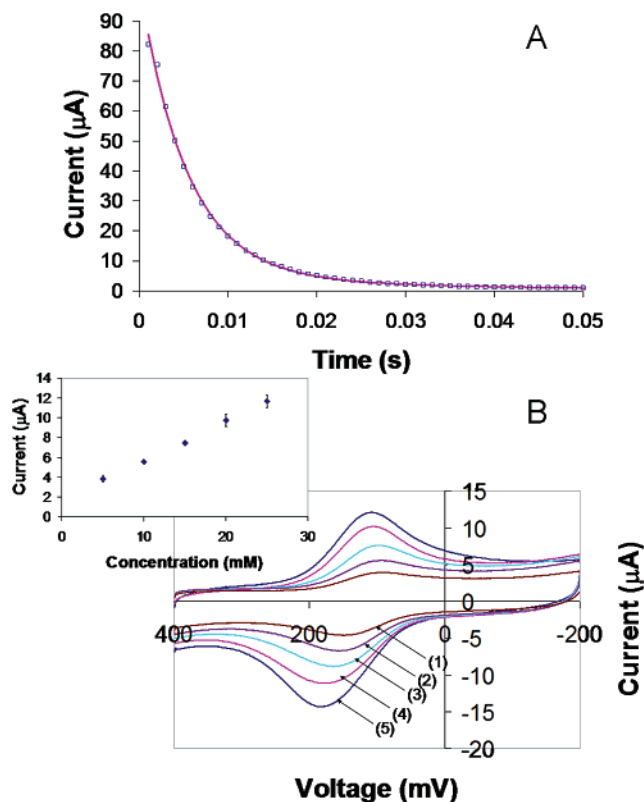 A
Current (µA)
90
80
70
60
50
40
30
20
10
0
0 0.01 0.02 0.03 0.04 0.05
Time (s)
B
Current (µA)
14
12
10
8
6
4
2
0
0 10 20 30
Concentration (mM)
15
10
5
0
-5
-10
-15
-20
400 200 0 -200
Current (µA)
(1)
(2)
(3)
(4)
(5)
Voltage (mV)